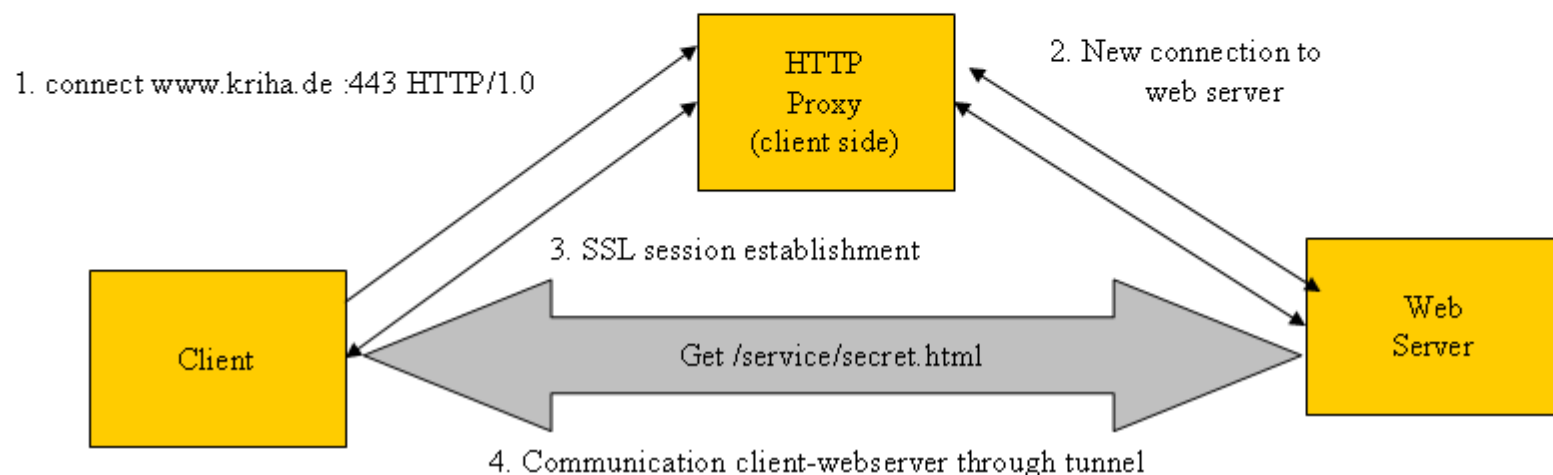 1. connect www.kriha.de :443 HTTP/1.0
HTTP
Proxy
(client side)
2. New connection to
web server
3. SSL session establishment
Client
Get /service/secret.html
Web
Server
4. Communication client-webserver through tunnel